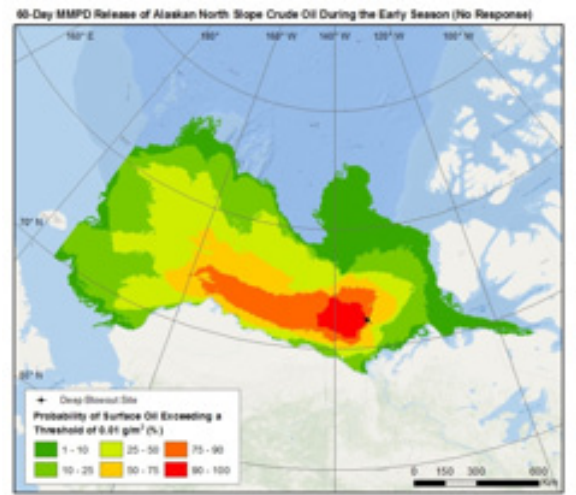 60-Day MMPD Release of Alaskan North Slope Crude Oil During the Early Season (No Response)
160° E 180° 160° W 140° W 120° W 100° W
70° N
60° N
Deep Blowout Site
Probability of Surface Oil Exceeding a
Threshold of 0.01 g/m² (%)
1 - 10 25 - 50 75 - 90
10 - 25 50 - 75 90 - 100
0 150 300 600